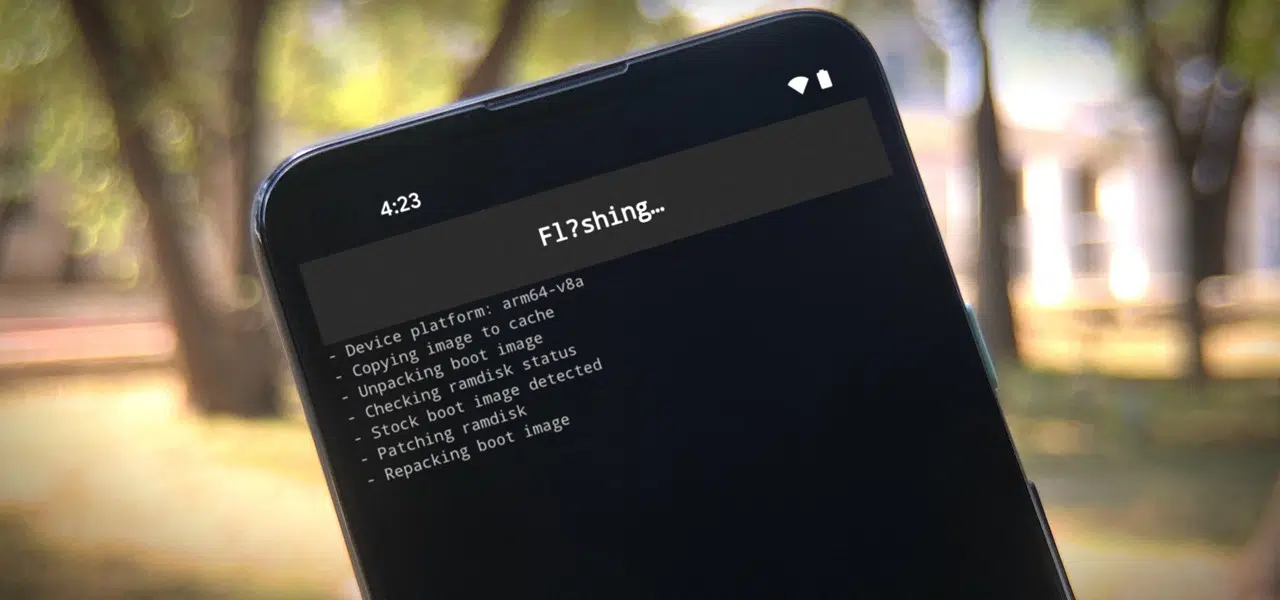 4:23
Fl?shing…
- Device platform: arm64-v8a
- Copying image to cache
- Unpacking boot image
- Checking ramdisk status
- Stock boot image detected
- Patching ramdisk
- Repacking boot image